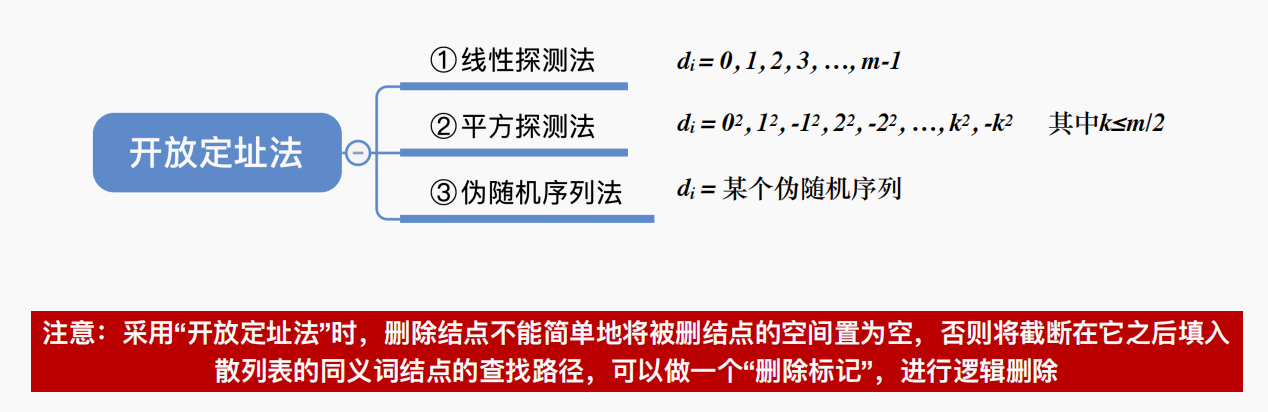 ①线性探测法 dᵢ = 0, 1, 2, 3, …, m-1
开放定址法
②平方探测法 dᵢ = 0², 1², -1², 2², -2², …, k², -k² 其中k≤m/2
③伪随机序列法 dᵢ = 某个伪随机序列
注意：采用“开放定址法”时，删除结点不能简单地将被删结点的空间置为空，否则将截断在它之后填入
散列表的同义词结点的查找路径，可以做一个“删除标记”，进行逻辑删除